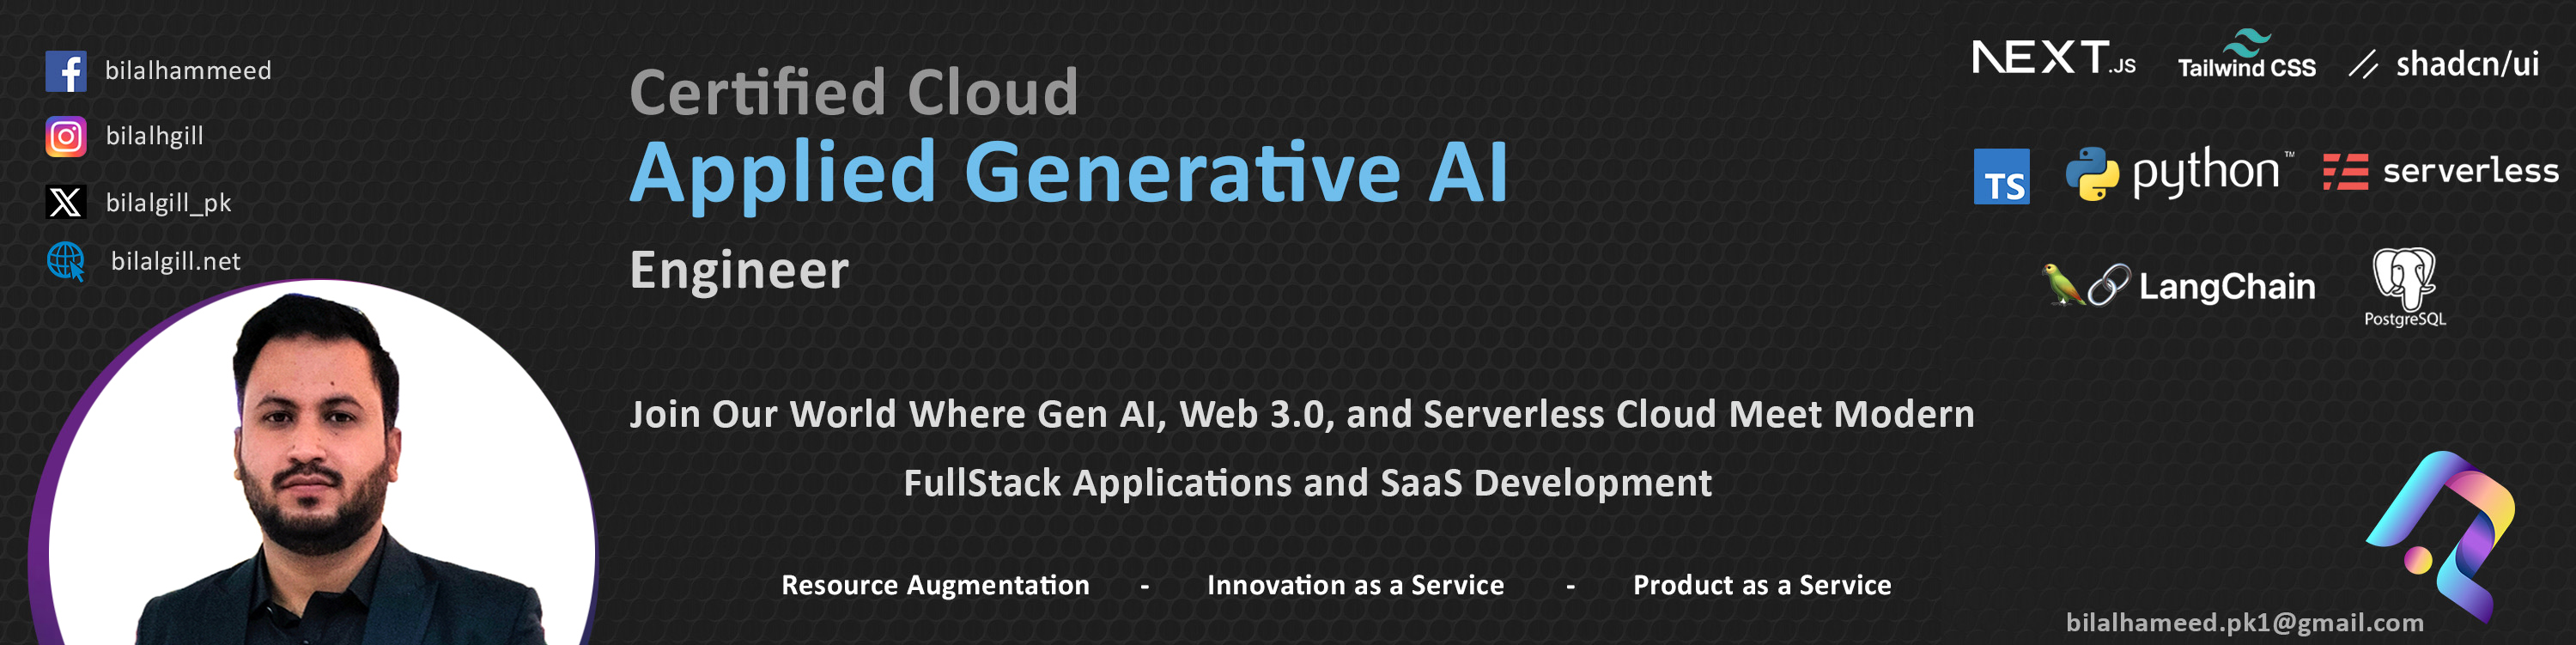 bilalhammeed
bilalhgill
bilalgill_pk
bilalgill.net
Certified Cloud
Applied Generative AI
Engineer
Join Our World Where Gen AI, Web 3.0, and Serverless Cloud Meet Modern
FullStack Applications and SaaS Development
Resource Augmentation - Innovation as a Service - Product as a Service
NEXT.JS
Tailwind CSS
shadcn/ui
TS
python™
serverless
LangChain
PostgreSQL
bilalhameed.pk1@gmail.com